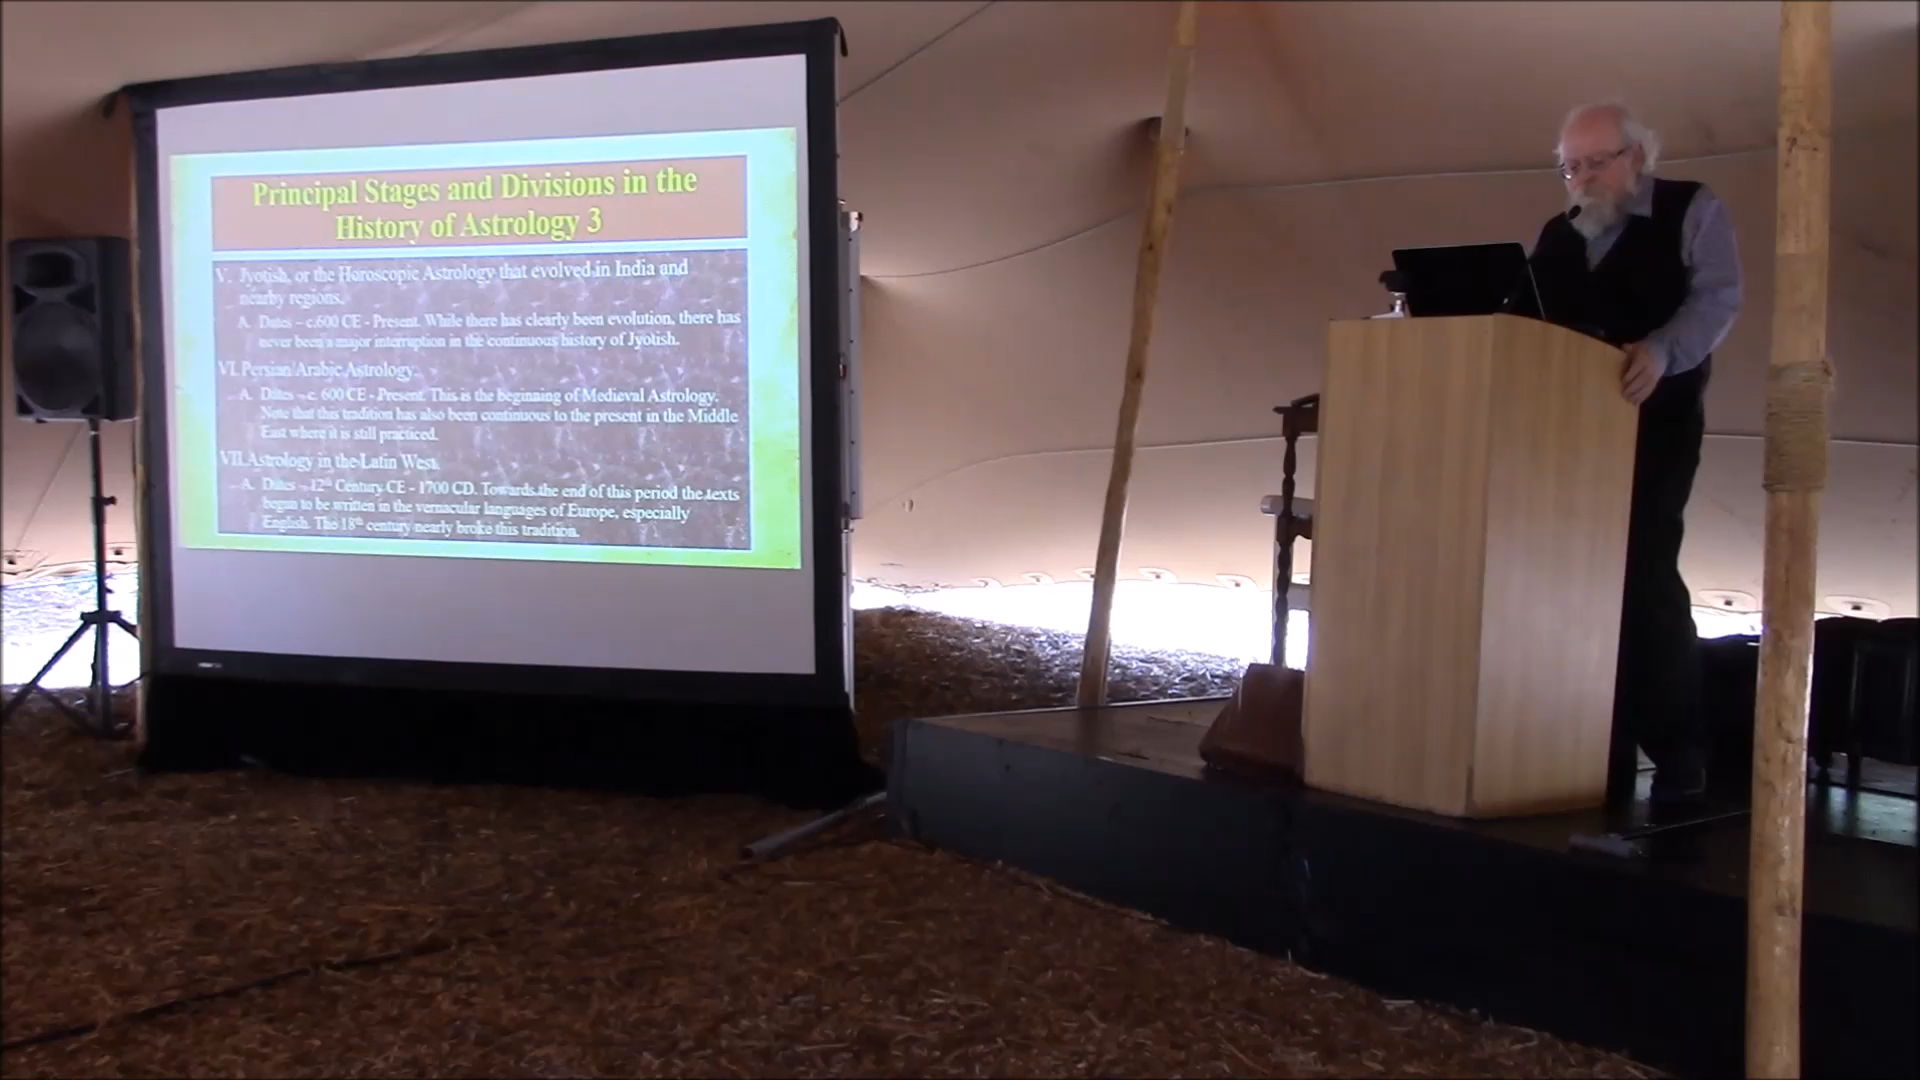 Principal Stages and Divisions in the
History of Astrology 3
V. Jyotish, or the Horoscopic Astrology that evolved in India and
nearby regions.
A. Dates – c.600 CE - Present. While there has clearly been evolution, there has
never been a major interruption in the continuous history of Jyotish.
VI. Persian/Arabic Astrology.
A. Dates – c. 600 CE - Present. This is the beginning of Medieval Astrology.
Note that this tradition has also been continuous to the present in the Middle
East where it is still practiced.
VII. Astrology in the Latin West.
A. Dates – 12th Century CE - 1700 CD. Towards the end of this period the texts
began to be written in the vernacular languages of Europe, especially
English. The 18th century nearly broke this tradition.